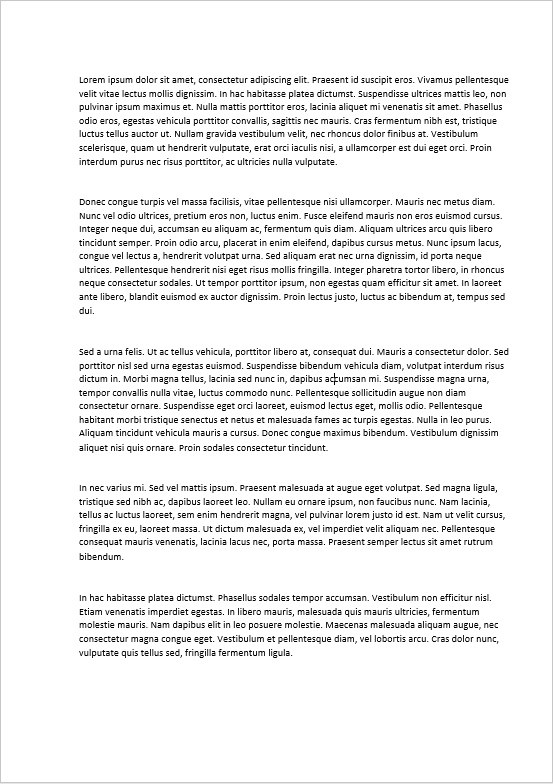 Lorem ipsum dolor sit amet, consectetur adipiscing elit. Praesent id suscipit eros. Vivamus pellentesque
velit vitae lectus mollis dignissim. In hac habitasse platea dictumst. Suspendisse ultrices mattis leo, non
pulvinar ipsum maximus et. Nulla mattis porttitor eros, lacinia aliquet mi venenatis sit amet. Phasellus
odio eros, egestas vehicula porttitor convallis, sagittis nec mauris. Cras fermentum nibh est, tristique
luctus tellus auctor ut. Nullam gravida vestibulum velit, nec rhoncus dolor finibus at. Vestibulum
scelerisque, quam ut hendrerit vulputate, erat orci iaculis nisi, a ullamcorper est dui eget orci. Proin
interdum purus nec risus porttitor, ac ultricies nulla vulputate.
Donec congue turpis vel massa facilisis, vitae pellentesque nisi ullamcorper. Mauris nec metus diam.
Nunc vel odio ultrices, pretium eros non, luctus enim. Fusce eleifend mauris non eros euismod cursus.
Integer neque dui, accumsan eu aliquam ac, fermentum quis diam. Aliquam ultrices arcu quis libero
tincidunt semper. Proin odio arcu, placerat in enim eleifend, dapibus cursus metus. Nunc ipsum lacus,
congue vel lectus a, hendrerit volutpat urna. Sed aliquam erat nec urna dignissim, id porta neque
ultrices. Pellentesque hendrerit nisi eget risus mollis fringilla. Integer pharetra tortor libero, in rhoncus
neque consectetur sodales. Ut tempor porttitor ipsum, non egestas quam efficitur sit amet. In laoreet
ante libero, blandit euismod ex auctor dignissim. Proin lectus justo, luctus ac bibendum at, tempus sed
dui.
Sed a urna felis. Ut ac tellus vehicula, porttitor libero at, consequat dui. Mauris a consectetur dolor. Sed
porttitor nisl sed urna egestas euismod. Suspendisse bibendum vehicula diam, volutpat interdum risus
dictum in. Morbi magna tellus, lacinia sed nunc in, dapibus accumsan mi. Suspendisse magna urna,
tempor convallis nulla vitae, luctus commodo nunc. Pellentesque sollicitudin augue non diam
consectetur ornare. Suspendisse eget orci laoreet, euismod lectus eget, mollis odio. Pellentesque
habitant morbi tristique senectus et netus et malesuada fames ac turpis egestas. Nulla in leo purus.
Aliquam tincidunt vehicula mauris a cursus. Donec congue maximus bibendum. Vestibulum dignissim
aliquet nisi quis ornare. Proin sodales consectetur tincidunt.
In nec varius mi. Sed vel mattis ipsum. Praesent malesuada at augue eget volutpat. Sed magna ligula,
tristique sed nibh ac, dapibus laoreet leo. Nullam eu ornare ipsum, non faucibus nunc. Nam lacinia,
tellus ac luctus laoreet, sem enim hendrerit magna, vel pulvinar lorem justo id est. Nam ut velit cursus,
fringilla ex eu, laoreet massa. Ut dictum malesuada ex, vel imperdiet velit aliquam nec. Pellentesque
consequat mauris venenatis, lacinia lacus nec, porta massa. Praesent semper lectus sit amet rutrum
bibendum.
In hac habitasse platea dictumst. Phasellus sodales tempor accumsan. Vestibulum non efficitur nisl.
Etiam venenatis imperdiet egestas. In libero mauris, malesuada quis mauris ultricies, fermentum
molestie mauris. Nam dapibus elit in leo posuere molestie. Maecenas malesuada aliquam augue, nec
consectetur magna congue eget. Vestibulum et pellentesque diam, vel lobortis arcu. Cras dolor nunc,
vulputate quis tellus sed, fringilla fermentum ligula.